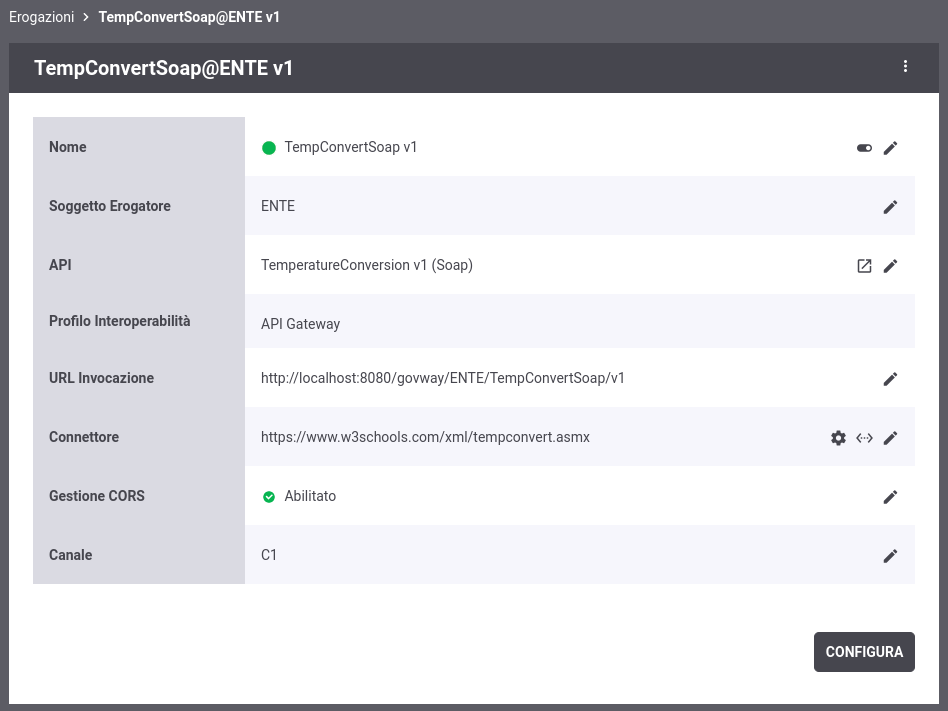 Erogazioni > TempConvertSoap@ENTE v1
TempConvertSoap@ENTE v1
Nome TempConvertSoap v1
Soggetto Erogatore ENTE
API TemperatureConversion v1 (Soap)
Profilo Interoperabilità API Gateway
URL Invocazione http://localhost:8080/govway/ENTE/TempConvertSoap/v1
Connettore https://www.w3schools.com/xml/tempconvert.asmx
Gestione CORS Abilitato
Canale C1
CONFIGURA